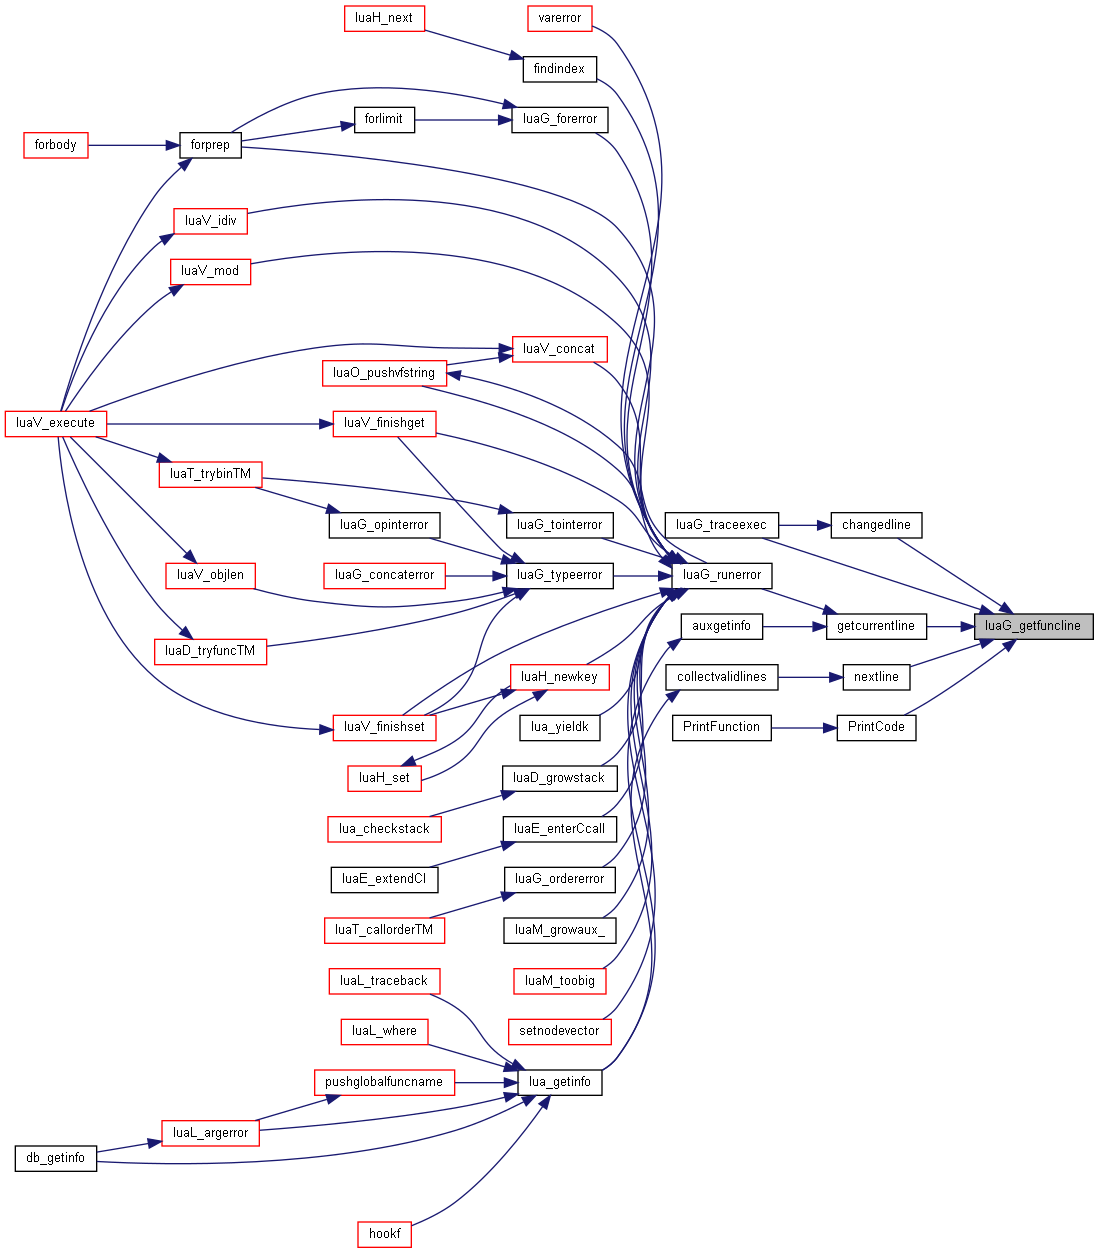 luaH_next
varerror
findindex
forlimit
luaG_forerror
forbody
forprep
luaV_idiv
luaV_mod
luaV_concat
luaO_pushvfstring
luaV_execute
luaV_finishget
luaT_trybinTM
luaG_opinterror
luaG_tointerror
luaG_traceexec
changedline
luaV_objlen
luaG_concaterror
luaG_typeerror
luaG_runerror
auxgetinfo
getcurrentline
luaG_getfuncline
luaD_tryfuncTM
luaH_newkey
collectvalidlines
nextline
luaV_finishset
lua_yieldk
PrintFunction
PrintCode
luaH_set
luaD_growstack
lua_checkstack
luaE_enterCcall
luaE_extendCI
luaG_ordererror
luaT_callorderTM
luaM_growaux_
luaL_traceback
luaM_toobig
luaL_where
setnodevector
pushglobalfuncname
lua_getinfo
luaL_argerror
db_getinfo
hookf